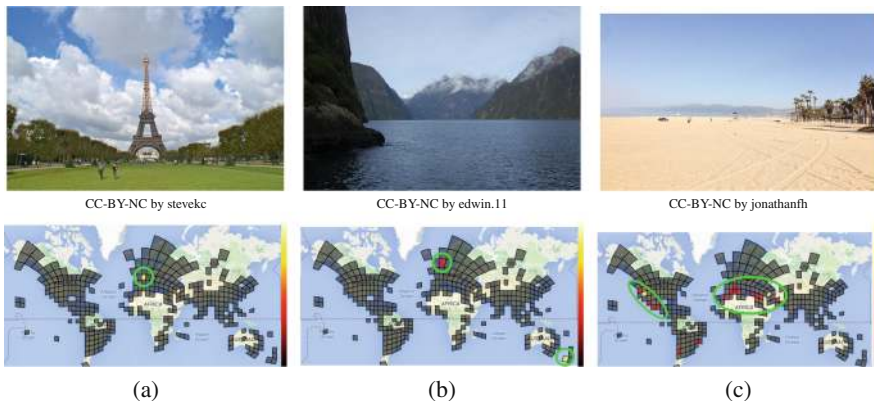 CC-BY-NC by stevekc
CC-BY-NC by edwin.11
CC-BY-NC by jonathanfh
AFRICA
AFRICA
AFRICA
(a)
(b)
(c)